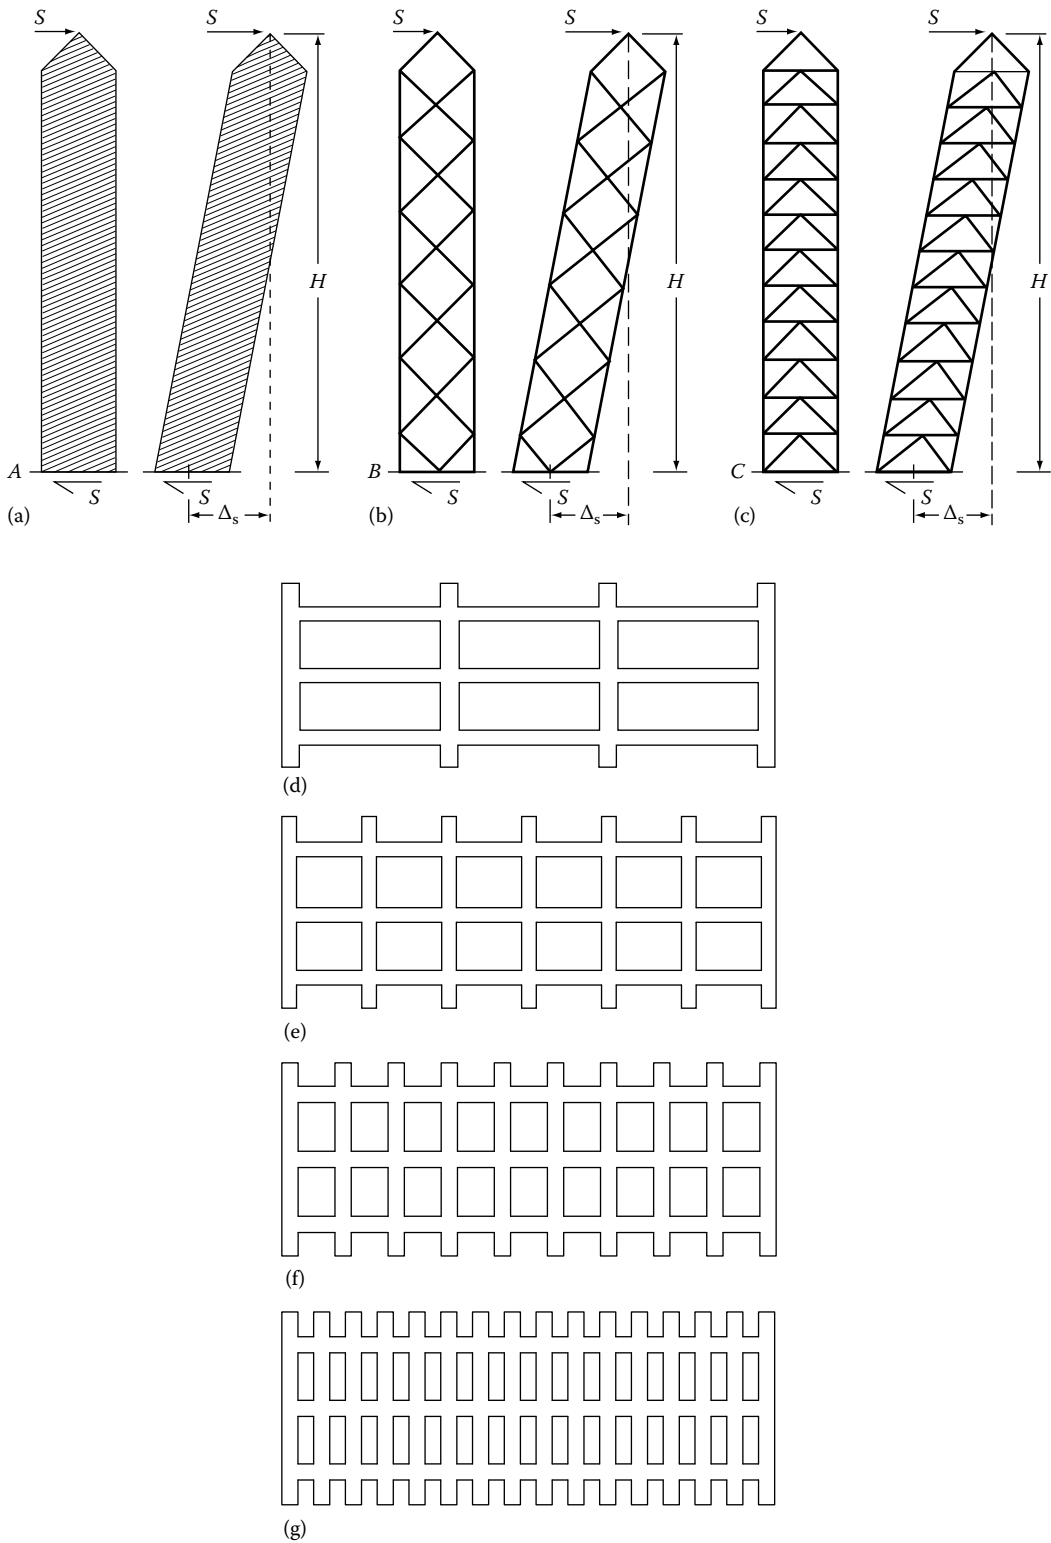 S S S S S S
H H H
A B C
S S S S S S
(a) Δs (b) Δs (c) Δs
(d)
(e)
(f)
(g)